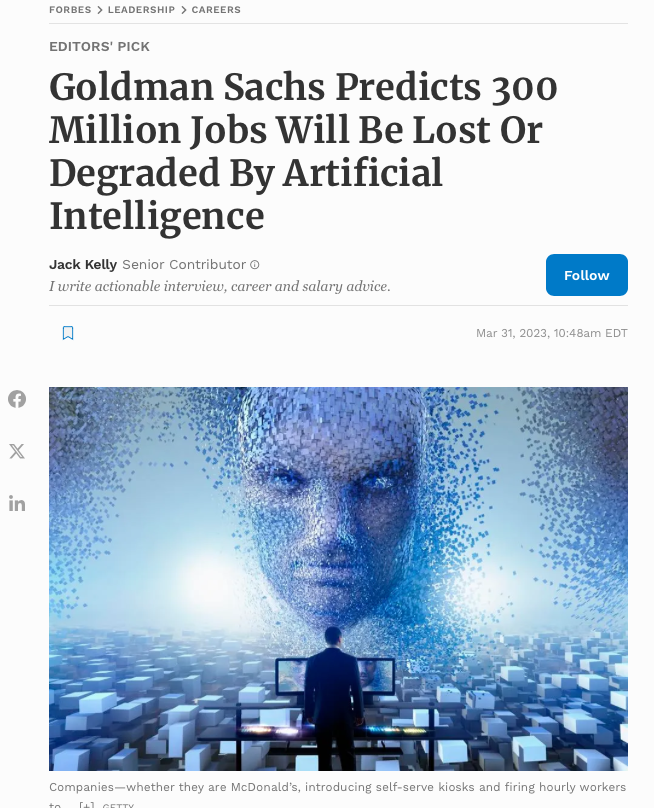 FORBES > LEADERSHIP > CAREERS
EDITORS' PICK
Goldman Sachs Predicts 300
Million Jobs Will Be Lost Or
Degraded By Artificial
Intelligence
Jack Kelly Senior Contributor
I write actionable interview, career and salary advice.
Follow
Mar 31, 2023, 10:48am EDT
Companies—whether they are McDonald's, introducing self-serve kiosks and firing hourly workers
to... [+] GETTY